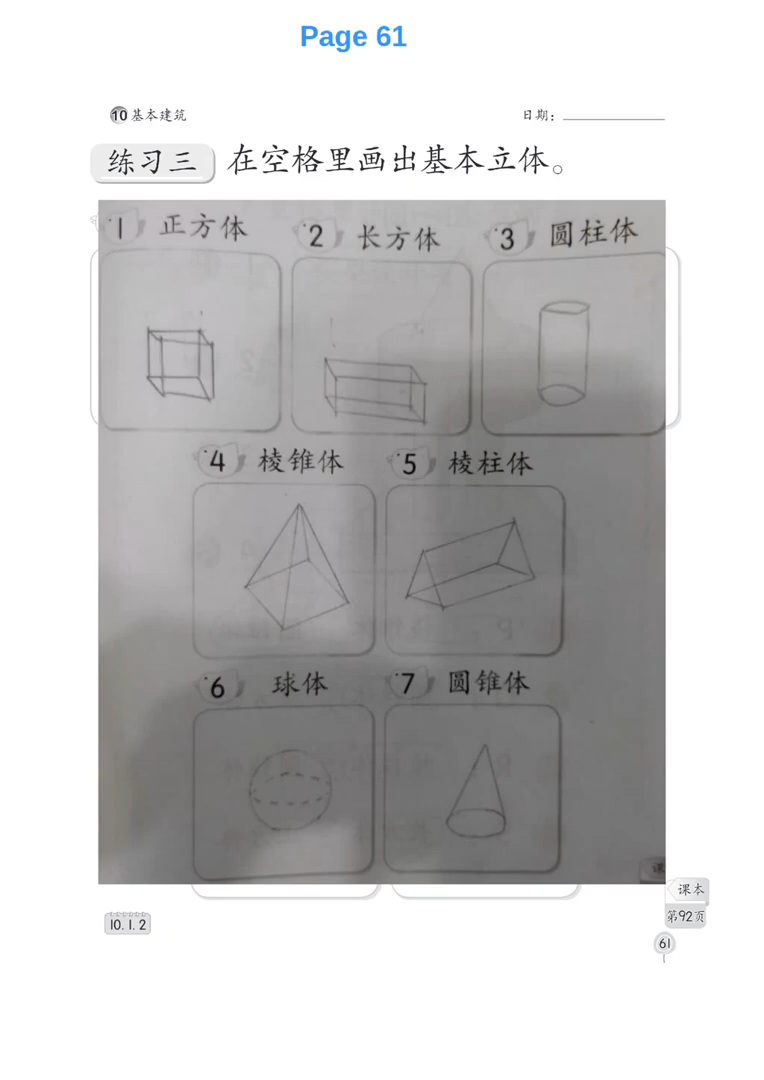 Page 61
10 基本建筑
日期：
练习三 在空格里画出基本立体。
1 正方体
2 长方体
3 圆柱体
4 棱锥体
5 棱柱体
6 球体
7 圆锥体
课本
第92页
10.1.2
61